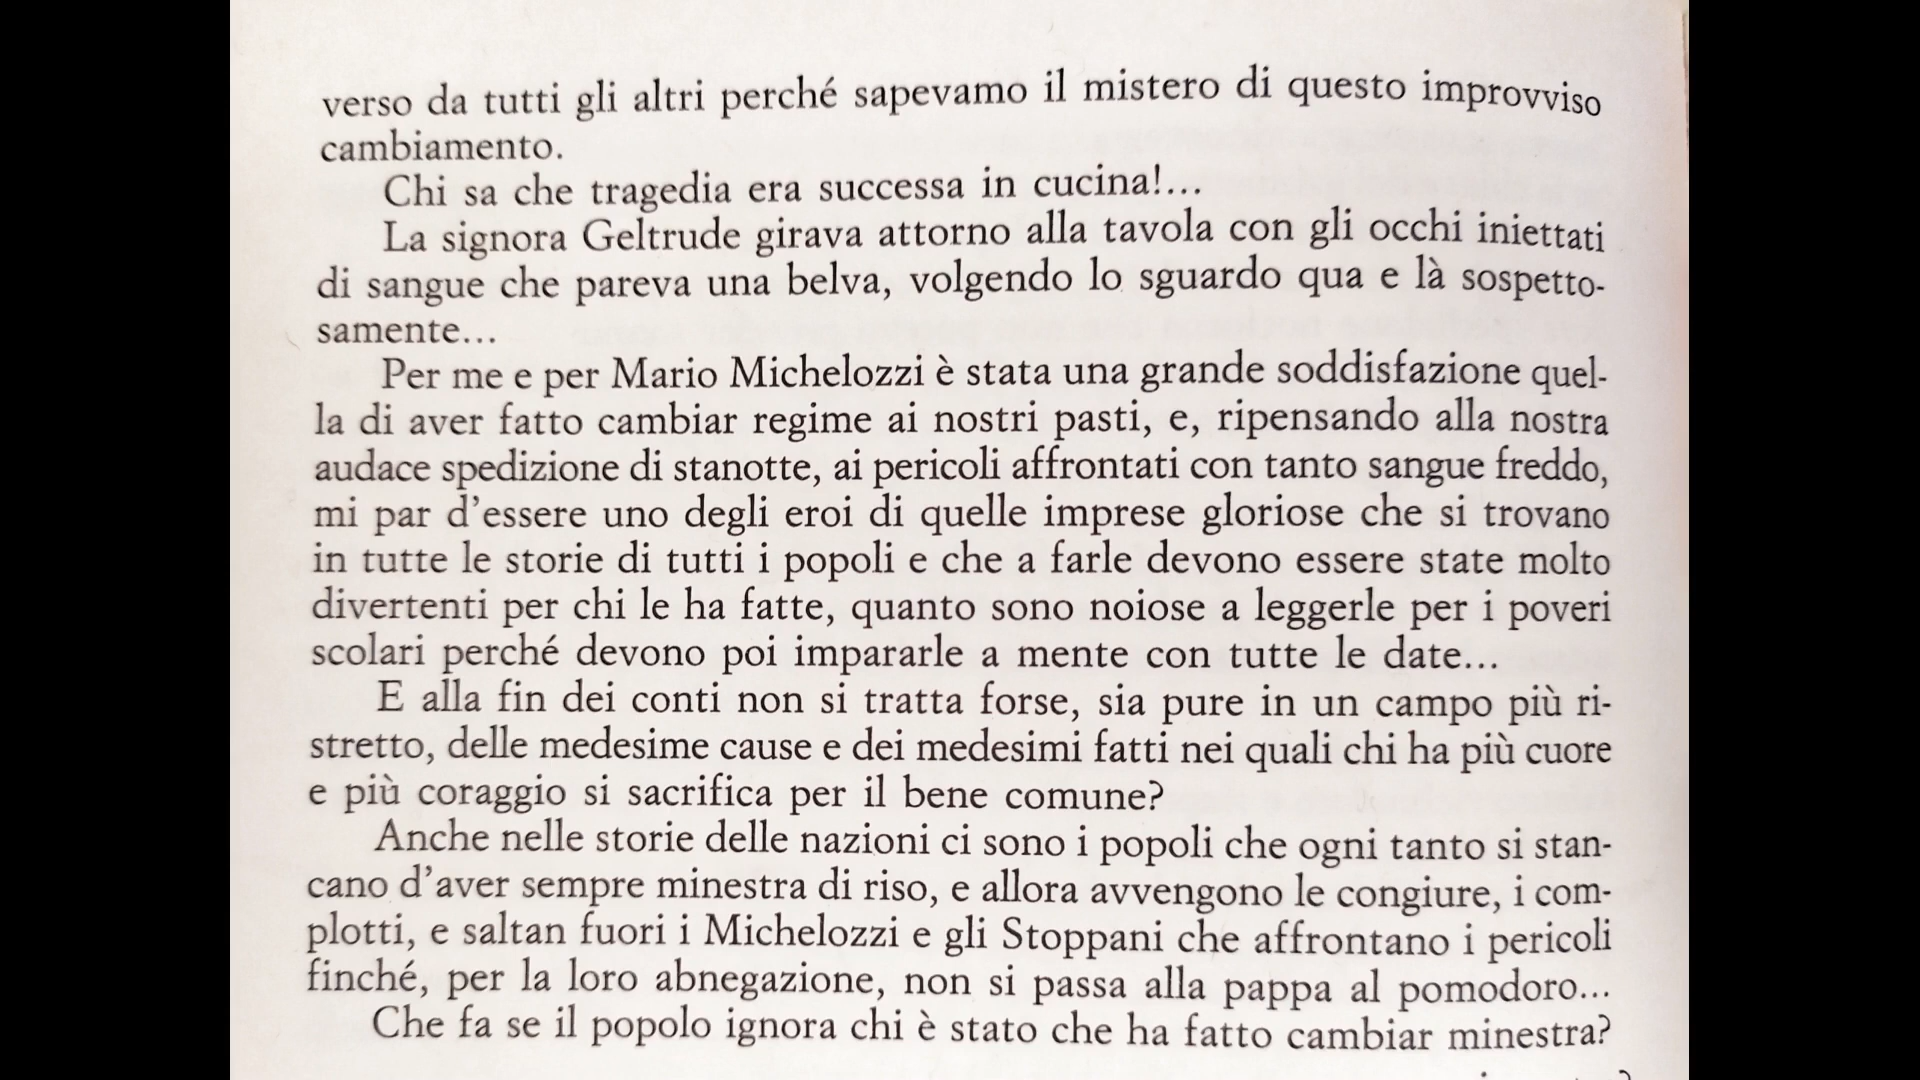 verso da tutti gli altri perché sapevamo il mistero di questo improvviso
cambiamento.
Chi sa che tragedia era successa in cucina!...
La signora Geltrude girava attorno alla tavola con gli occhi iniettati
di sangue che pareva una belva, volgendo lo sguardo qua e là sospetto-
samente...
Per me e per Mario Michelozzi è stata una grande soddisfazione quel-
la di aver fatto cambiar regime ai nostri pasti, e, ripensando alla nostra
audace spedizione di stanotte, ai pericoli affrontati con tanto sangue freddo,
mi par d'essere uno degli eroi di quelle imprese gloriose che si trovano
in tutte le storie di tutti i popoli e che a farle devono essere state molto
divertenti per chi le ha fatte, quanto sono noiose a leggerle per i poveri
scolari perché devono poi impararle a mente con tutte le date...
E alla fin dei conti non si tratta forse, sia pure in un campo più ri-
stretto, delle medesime cause e dei medesimi fatti nei quali chi ha più cuore
e più coraggio si sacrifica per il bene comune?
Anche nelle storie delle nazioni ci sono i popoli che ogni tanto si stan-
cano d'aver sempre minestra di riso, e allora avvengono le congiure, i com-
plotti, e saltan fuori i Michelozzi e gli Stoppani che affrontano i pericoli
finché, per la loro abnegazione, non si passa alla pappa al pomodoro...
Che fa se il popolo ignora chi è stato che ha fatto cambiar minestra?